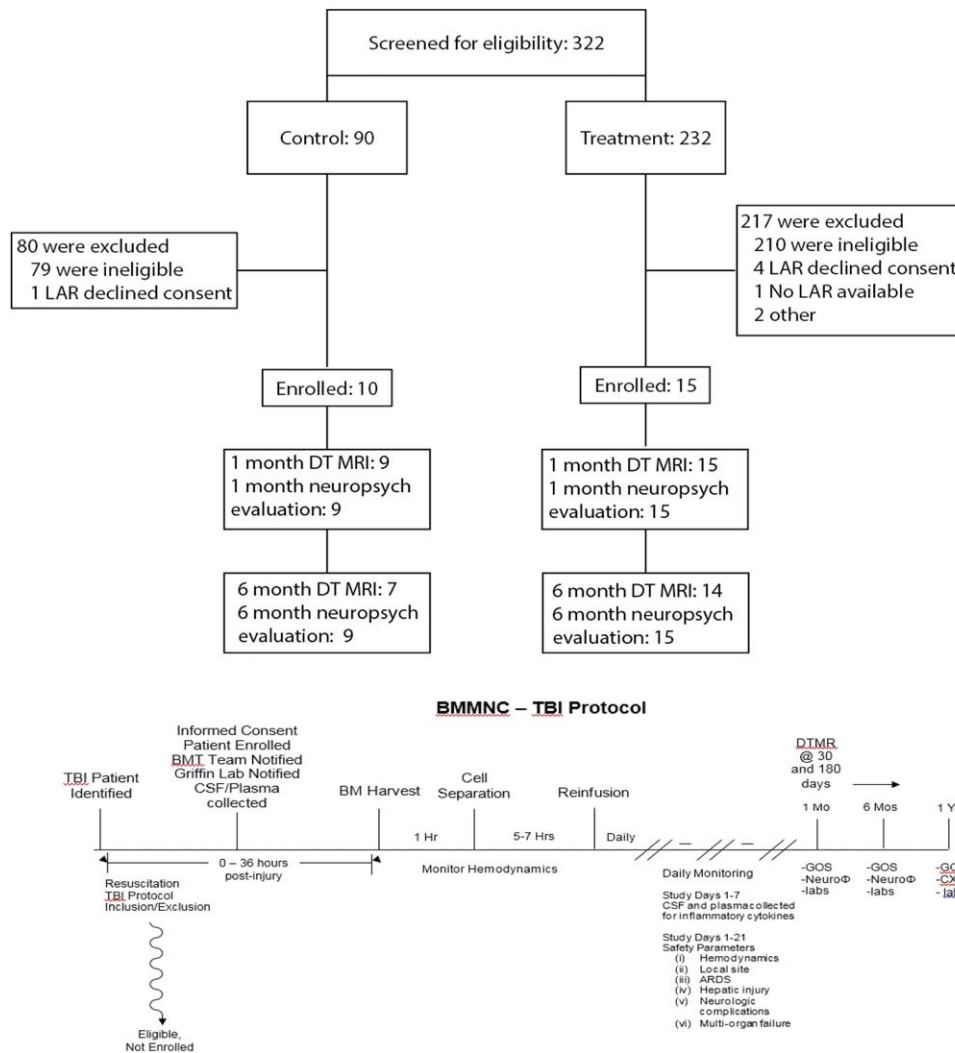 Screened for eligibility: 322
Control: 90
Treatment: 232
80 were excluded
79 were ineligible
1 LAR declined consent
217 were excluded
210 were ineligible
4 LAR declined consent
1 No LAR available
2 other
Enrolled: 10
Enrolled: 15
1 month DT MRI: 9
1 month neuropsych
evaluation: 9
1 month DT MRI: 15
1 month neuropsych
evaluation: 15
6 month DT MRI: 7
6 month neuropsych
evaluation: 9
6 month DT MRI: 14
6 month neuropsych
evaluation: 15
BMMNC – TBI Protocol
TBI Patient
Identified
Informed Consent
Patient Enrolled
BMT Team Notified
Griffin Lab Notified
CSF/Plasma
collected
BM Harvest
Cell
Separation
Reinfusion
DTMR
@ 30
and 180
days
1 Mo
6 Mos
1 Y
1 Hr
5-7 Hrs
Daily
0 – 36 hours
post-injury
Monitor Hemodynamics
Resuscitation
TBI Protocol
Inclusion/Exclusion
Eligible,
Not Enrolled
Daily Monitoring
Study Days 1-7
CSF and plasmacollected
for inflammatory cytokines
Study Days 1-21
Safety Parameters
(i) Hemodynamics
(ii) Local site
(iii) ARDS
(iv) Hepatic injury
(v) Neurologic
complications
(vi) Multi-organ failure
-GOS
-NeuroΦ
-labs
-GOS
-NeuroΦ
-labs